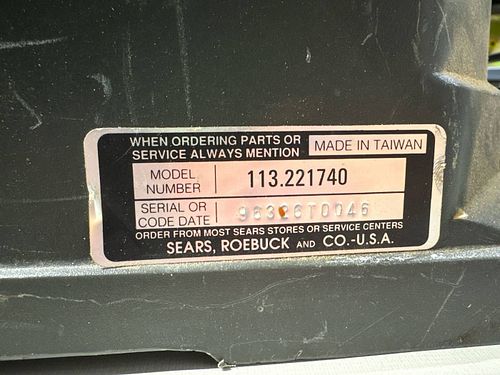 WHEN ORDERING PARTS OR
SERVICE ALWAYS MENTION
MADE IN TAIWAN
MODEL
NUMBER
113.221740
SERIAL OR
CODE DATE
96326T0046
ORDER FROM MOST SEARS STORES OR SERVICE CENTERS
SEARS, ROEBUCK AND CO.-U.S.A.